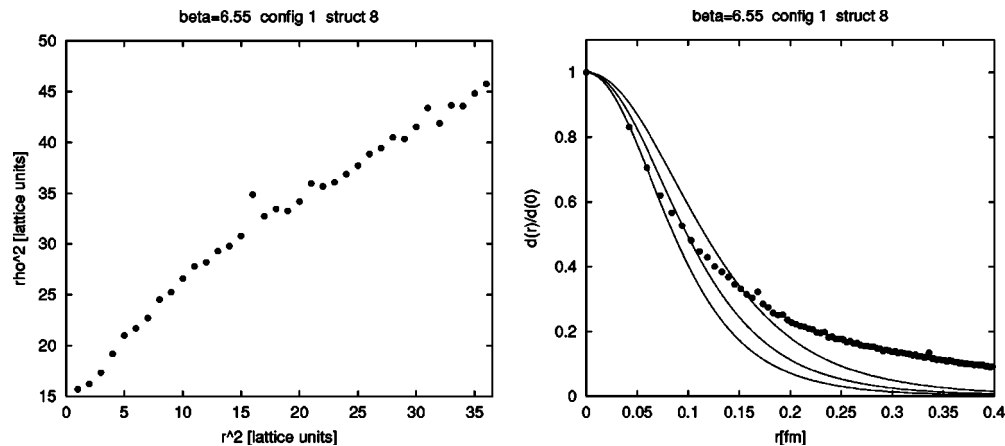 beta=6.55 config 1 struct 8
50
45
40
35
30
25
20
15
rho^2 [lattice units]
0 5 10 15 20 25 30 35
r^2 [lattice units]
beta=6.55 config 1 struct 8
1
0.8
0.6
0.4
0.2
0
d(r)/d(0)
0 0.05 0.1 0.15 0.2 0.25 0.3 0.35 0.4
r[fm]